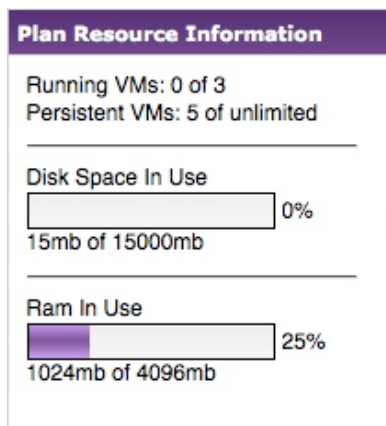 Plan Resource Information
Running VMs: 0 of 3
Persistent VMs: 5 of unlimited
Disk Space In Use
0%
15mb of 15000mb
Ram In Use
25%
1024mb of 4096mb